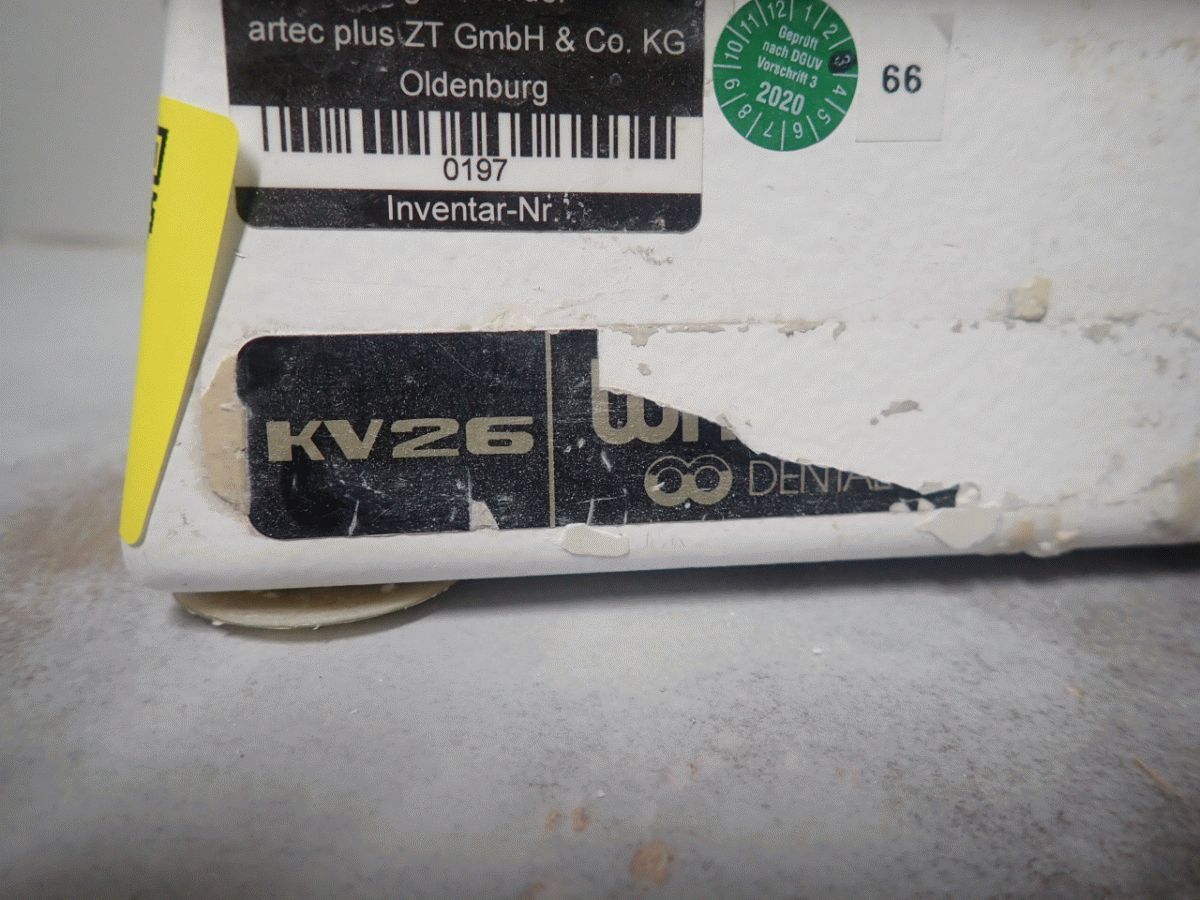 artec plus ZT GmbH & Co. KG
Oldenburg
0197
Inventar-Nr.
12 1 2 3 4 5 6 7 8 9 10 11
Geprüft
nach DGUV
Vorschrift 3
2020
66
KV26
DENTAL